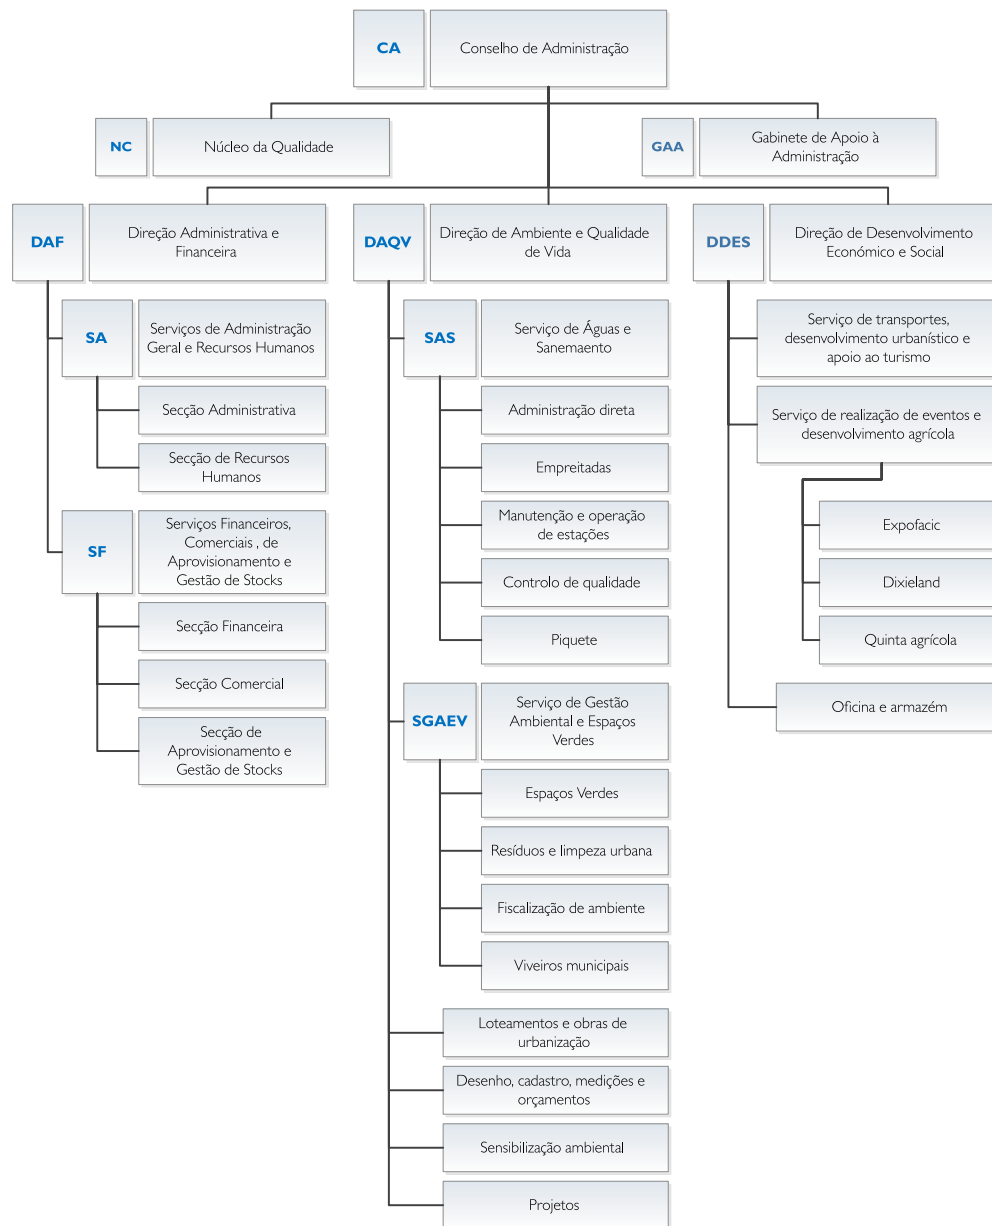 CA
Conselho de Administração
NC
Núcleo da Qualidade
GAA
Gabinete de Apoio à
Administração
DAF
Direção Administrativa e
Financeira
DAQV
Direção de Ambiente e Qualidade
de Vida
DDES
Direção de Desenvolvimento
Económico e Social
SA
Serviços de Administração
Geral e Recursos Humanos
Secção Administrativa
Secção de Recursos
Humanos
SF
Serviços Financeiros,
Comerciais , de
Aprovisionamento e
Gestão de Stocks
Secção Financeira
Secção Comercial
Secção de
Aprovisionamento e
Gestão de Stocks
SAS
Serviço de Águas e
Sanemaento
Administração direta
Empreitadas
Manutenção e operação
de estações
Controlo de qualidade
Piquete
SGAEV
Serviço de Gestão
Ambiental e Espaços
Verdes
Espaços Verdes
Resíduos e limpeza urbana
Fiscalização de ambiente
Viveiros municipais
Loteamentos e obras de
urbanização
Desenho, cadastro, medições e
orçamentos
Sensibilização ambiental
Projetos
Serviço de transportes,
desenvolvimento urbanístico e
apoio ao turismo
Serviço de realização de eventos e
desenvolvimento agrícola
Expofacic
Dixieland
Quinta agrícola
Oficina e armazém